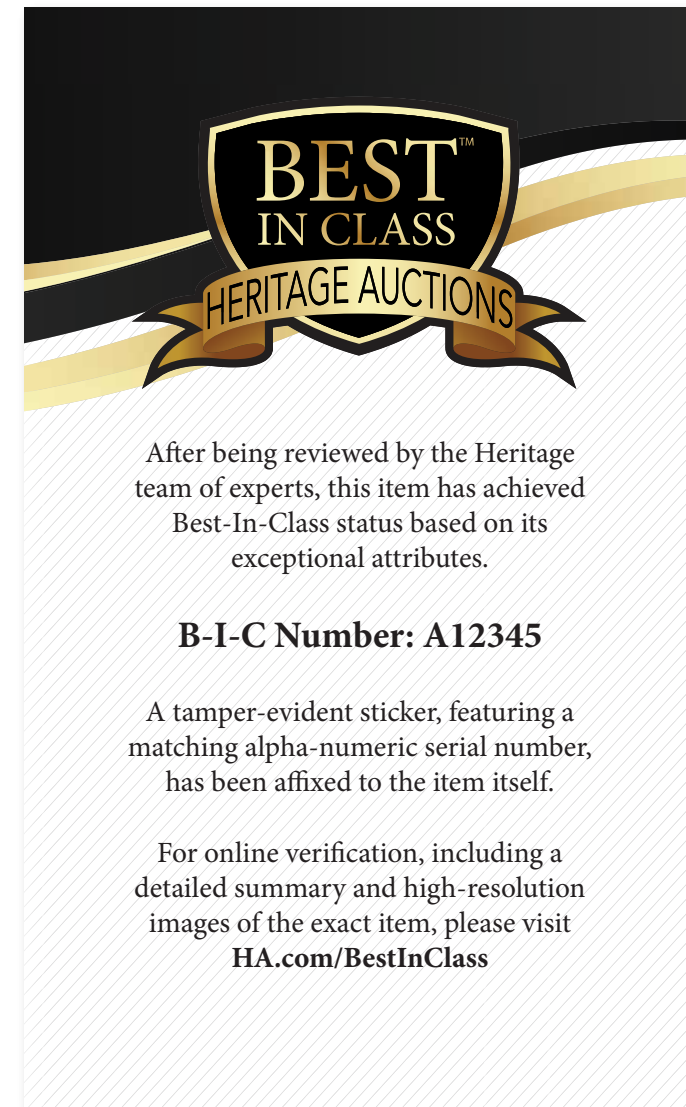 BEST™
IN CLASS
HERITAGE AUCTIONS
After being reviewed by the Heritage
team of experts, this item has achieved
Best-In-Class status based on its
exceptional attributes.
B-I-C Number: A12345
A tamper-evident sticker, featuring a
matching alpha-numeric serial number,
has been affixed to the item itself.
For online verification, including a
detailed summary and high-resolution
images of the exact item, please visit
HA.com/BestInClass